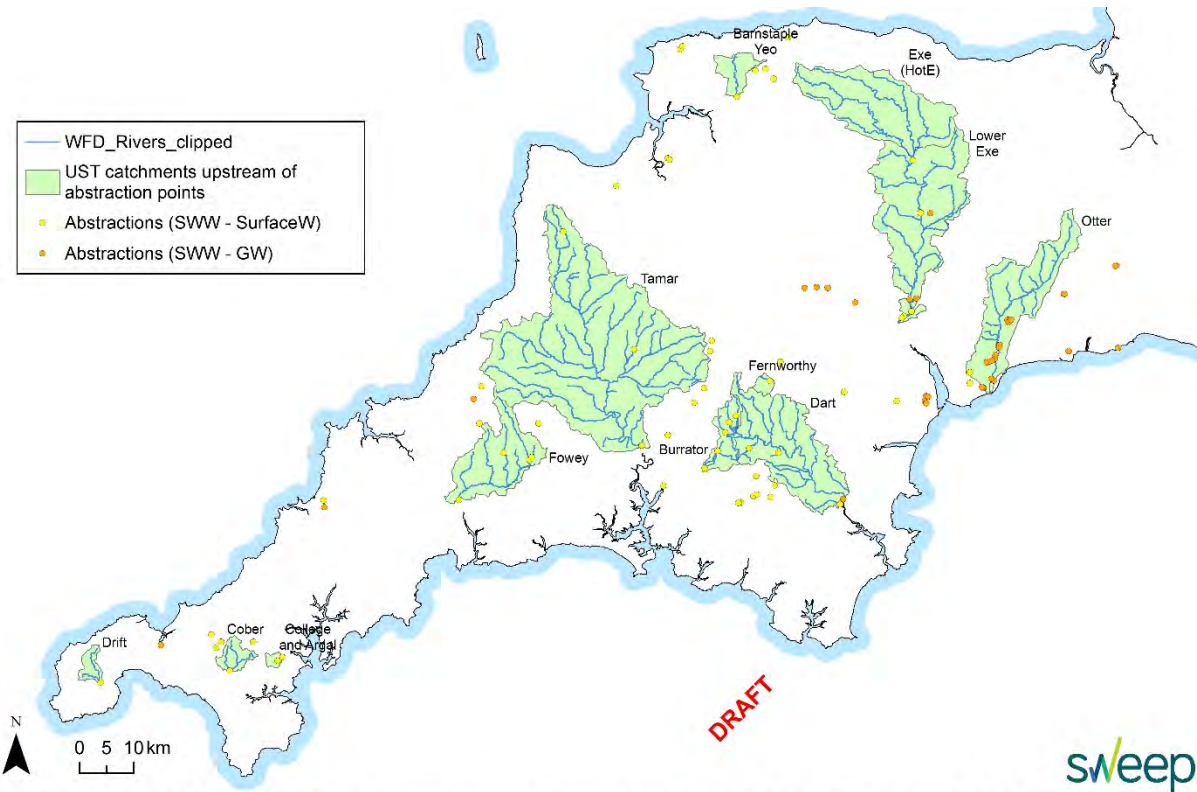 Barnstaple
Yeo
Exe
(HotE)
WFD_Rivers_clipped
UST catchments upstream of
abstraction points
Abstractions (SWW - SurfaceW)
Abstractions (SWW - GW)
Lower
Exe
Otter
Tamar
Fernworthy
Dart
Burrator
Fowey
Drift
Cober
College
and Argal
DRAFT
N
0 5 10 km
sweep